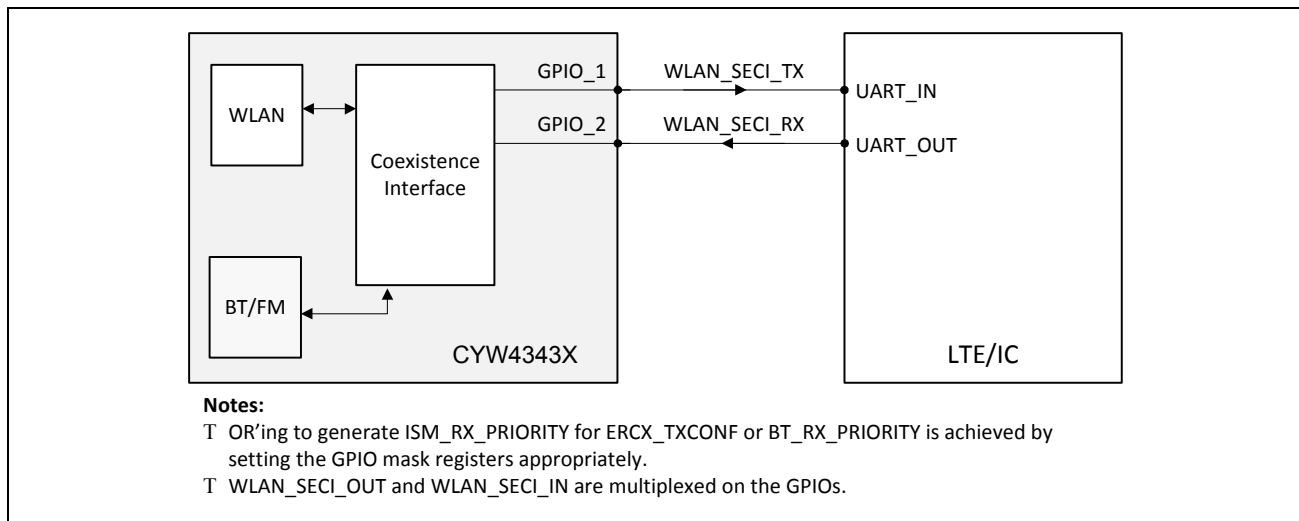 GPIO_1
WLAN_SECI_TX
WLAN
UART_IN
GPIO_2
WLAN_SECI_RX
UART_OUT
Coexistence
Interface
BT/FM
CYW4343X
LTE/IC
Notes:
T OR'ing to generate ISM_RX_PRIORITY for ERCX_TXCONF or BT_RX_PRIORITY is achieved by
setting the GPIO mask registers appropriately.
T WLAN_SECI_OUT and WLAN_SECI_IN are multiplexed on the GPIOs.